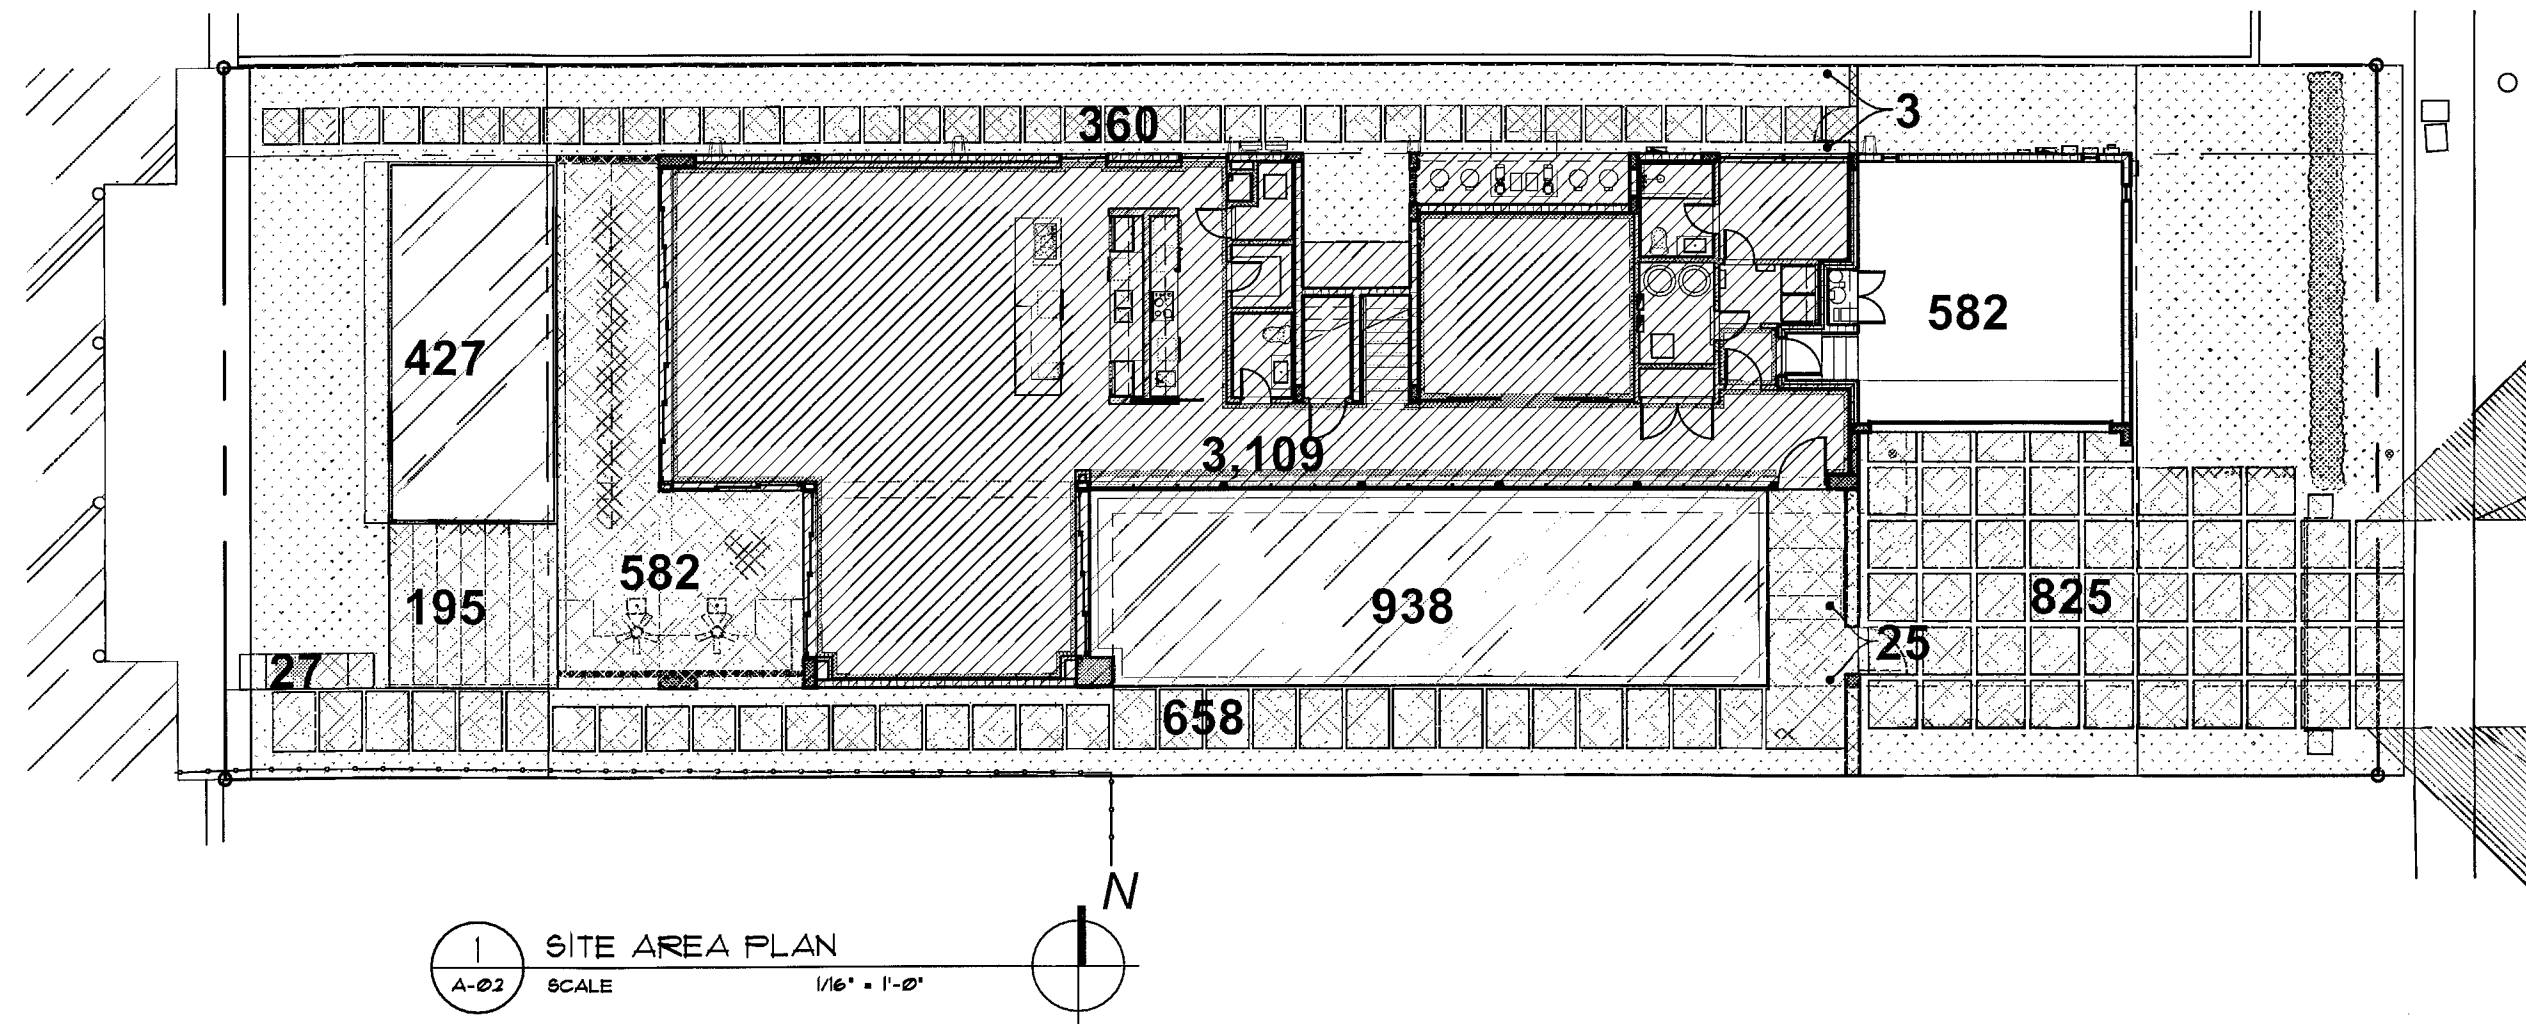 360
3
582
427
3,109
582
195
938
825
25
27
658
N
1
SITE AREA PLAN
A-02
SCALE
1/16" = 1'-0"